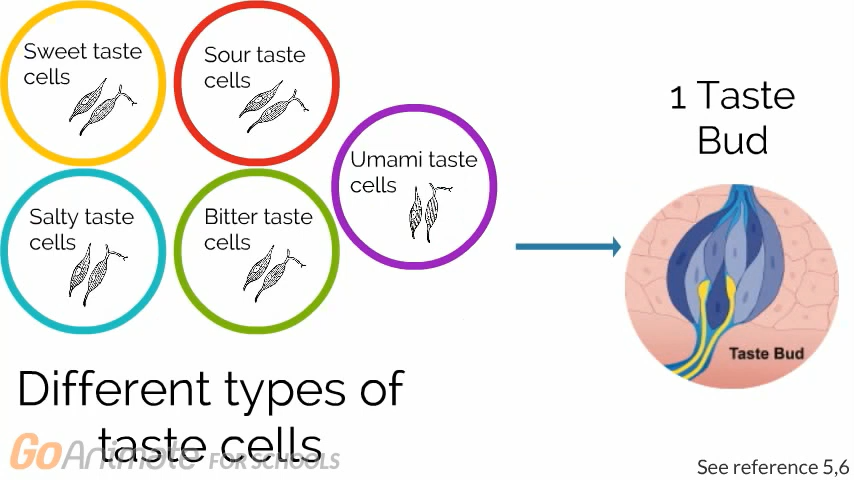 Sweet taste
cells
Sour taste
cells
Umami taste
cells
Salty taste
cells
Bitter taste
cells
1 Taste
Bud
Taste Bud
Different types of
taste cells
GoAnimate FOR SCHOOLS
See reference 5,6